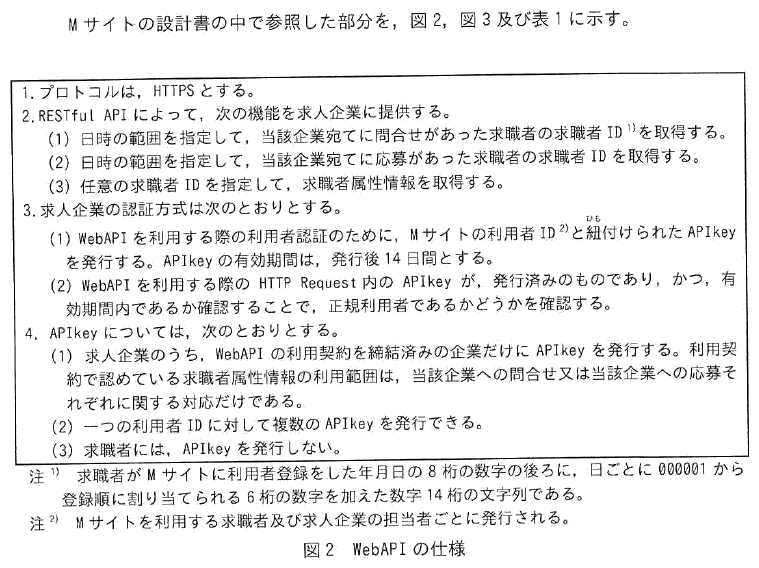 Mサイトの設計書の中で参照した部分を，図2，図3及び表1に示す。
1.プロトコルは，HTTPSとする。
2.RESTful APIによって，次の機能を求人企業に提供する。
(1) 日時の範囲を指定して，当該企業宛てに問合せがあった求職者の求職者ID1)を取得する。
(2) 日時の範囲を指定して，当該企業宛てに応募があった求職者の求職者IDを取得する。
(3) 任意の求職者IDを指定して，求職者属性情報を取得する。
3.求人企業の認証方式は次のとおりとする。
ひも
(1) WebAPIを利用する際の利用者認証のために，Mサイトの利用者ID2)と紐付けられたAPIkey
を発行する。APIkeyの有効期間は，発行後14日間とする。
(2) WebAPIを利用する際のHTTP Request内のAPIkeyが，発行済みのものであり，かつ，有
効期間内であるか確認することで，正規利用者であるかどうかを確認する。
4. APIkeyについては，次のとおりとする。
(1) 求人企業のうち，WebAPIの利用契約を締結済みの企業だけにAPIkeyを発行する。利用契
約で認めている求職者属性情報の利用範囲は，当該企業への問合せ又は当該企業への応募そ
れぞれに関する対応だけである。
(2) 一つの利用者IDに対して複数のAPIkeyを発行できる。
(3) 求職者には，APIkeyを発行しない。
注1) 求職者がMサイトに利用者登録をした年月日の8桁の数字の後ろに，日ごとに000001から
登録順に割り当てられる6桁の数字を加えた数字14桁の文字列である。
注2) Mサイトを利用する求職者及び求人企業の担当者ごとに発行される。
図2 WebAPIの仕様